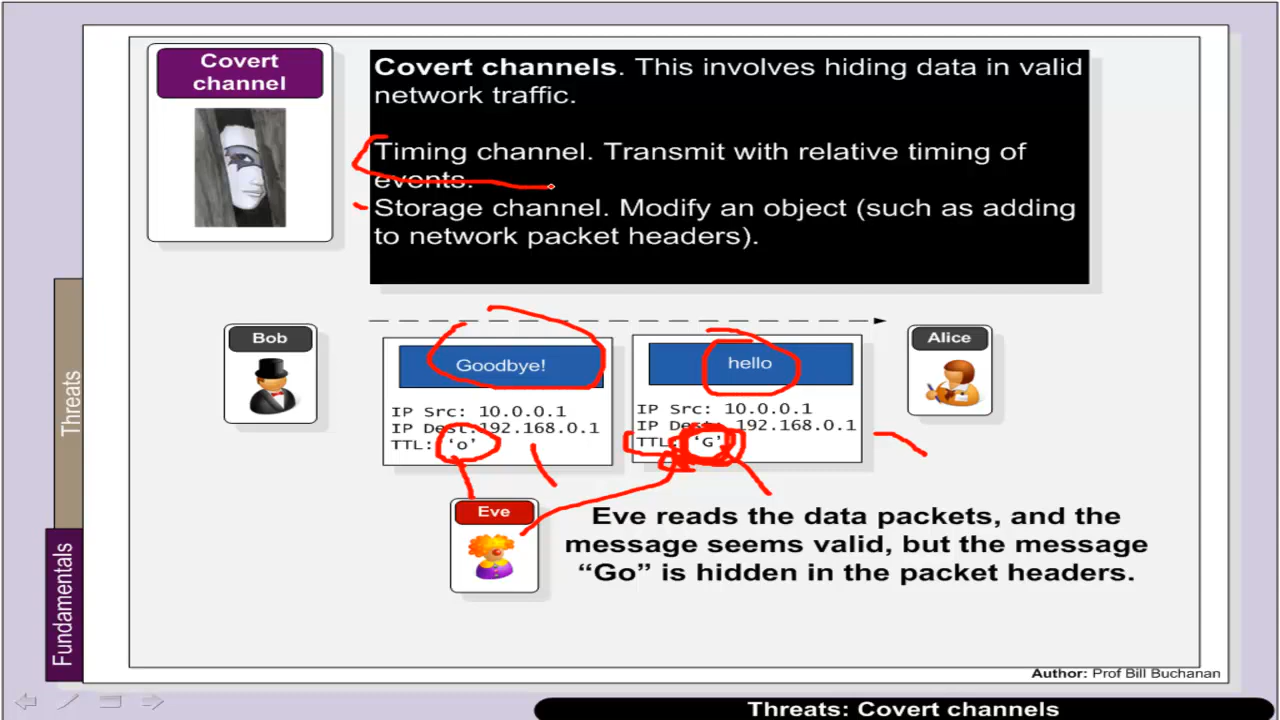 Covert
channel
Covert channels. This involves hiding data in valid
network traffic.
Timing channel. Transmit with relative timing of
events.
Storage channel. Modify an object (such as adding
to network packet headers).
Bob
Goodbye!
IP Src: 10.0.0.1
IP Dest:192.168.0.1
TTL: ‘o’
hello
IP Src: 10.0.0.1
IP Dest: 192.168.0.1
TTL: ‘G’
Alice
Eve
Eve reads the data packets, and the
message seems valid, but the message
“Go” is hidden in the packet headers.
Threats
Fundamentals
Author: Prof Bill Buchanan
Threats: Covert channels